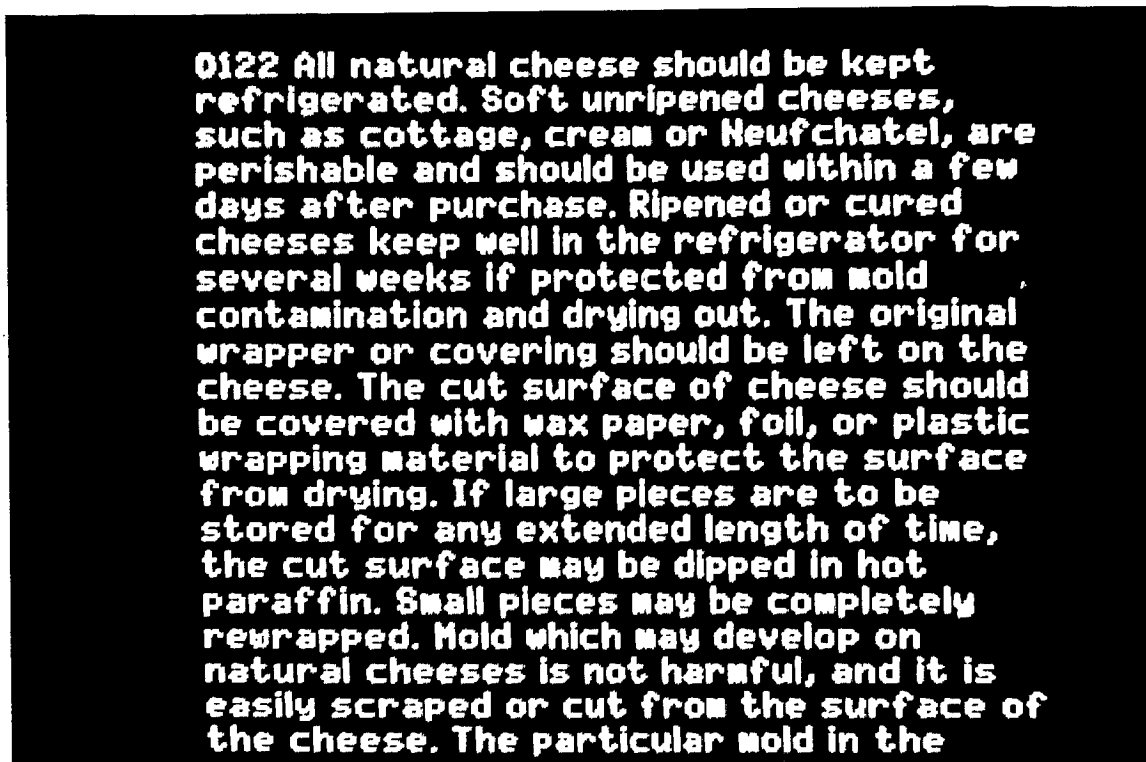 0122 All natural cheese should be kept
refrigerated. Soft unripened cheeses,
such as cottage, cream or Neufchatel, are
perishable and should be used within a few
days after purchase. Ripened or cured
cheeses keep well in the refrigerator for
several weeks if protected from mold
contamination and drying out. The original
wrapper or covering should be left on the
cheese. The cut surface of cheese should
be covered with wax paper, foil, or plastic
wrapping material to protect the surface
from drying. If large pieces are to be
stored for any extended length of time,
the cut surface may be dipped in hot
paraffin. Small pieces may be completely
rewrapped. Mold which may develop on
natural cheeses is not harmful, and it is
easily scraped or cut from the surface of
the cheese. The particular mold in the